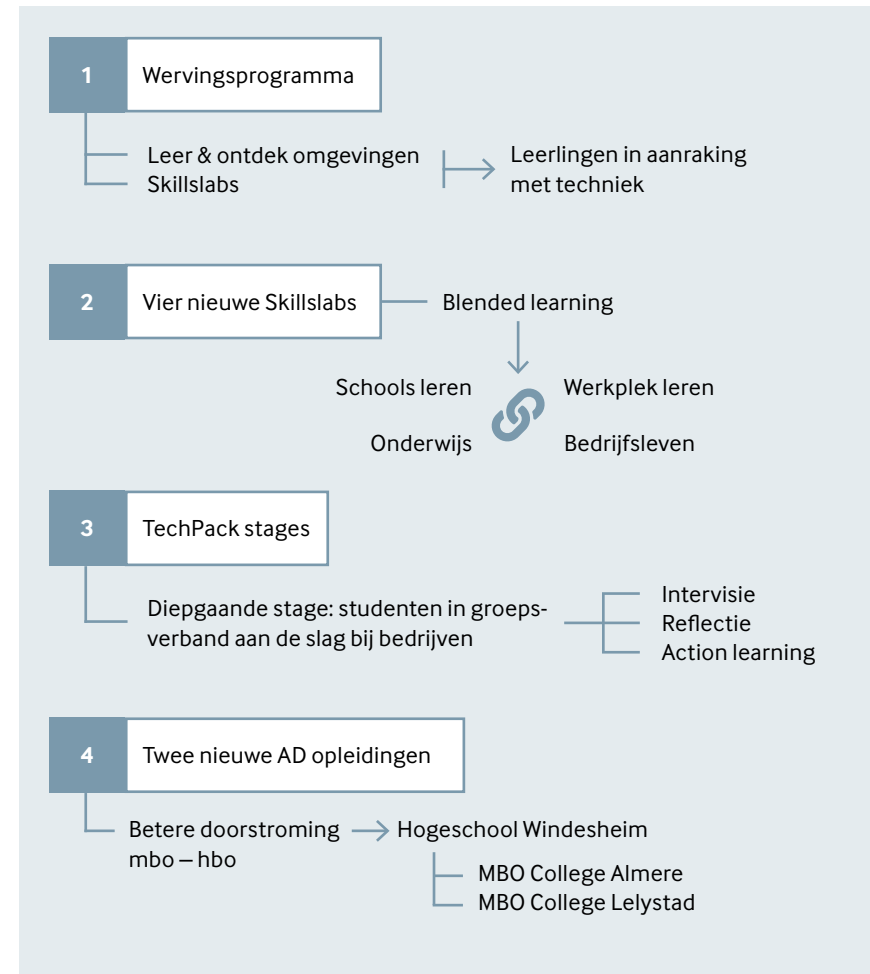 1 Wervingsprogramma
Leer & ontdek omgevingen
Skillslabs
Leerlingen in aanraking
met techniek
2 Vier nieuwe Skillslabs
Blended learning
Schools leren
Werkplek leren
Onderwijs
Bedrijfsleven
3 TechPack stages
Diepgaande stage: studenten in groeps-
verband aan de slag bij bedrijven
Intervisie
Reflectie
Action learning
4 Twee nieuwe AD opleidingen
Betere doorstroming
mbo – hbo
Hogeschool Windesheim
MBO College Almere
MBO College Lelystad